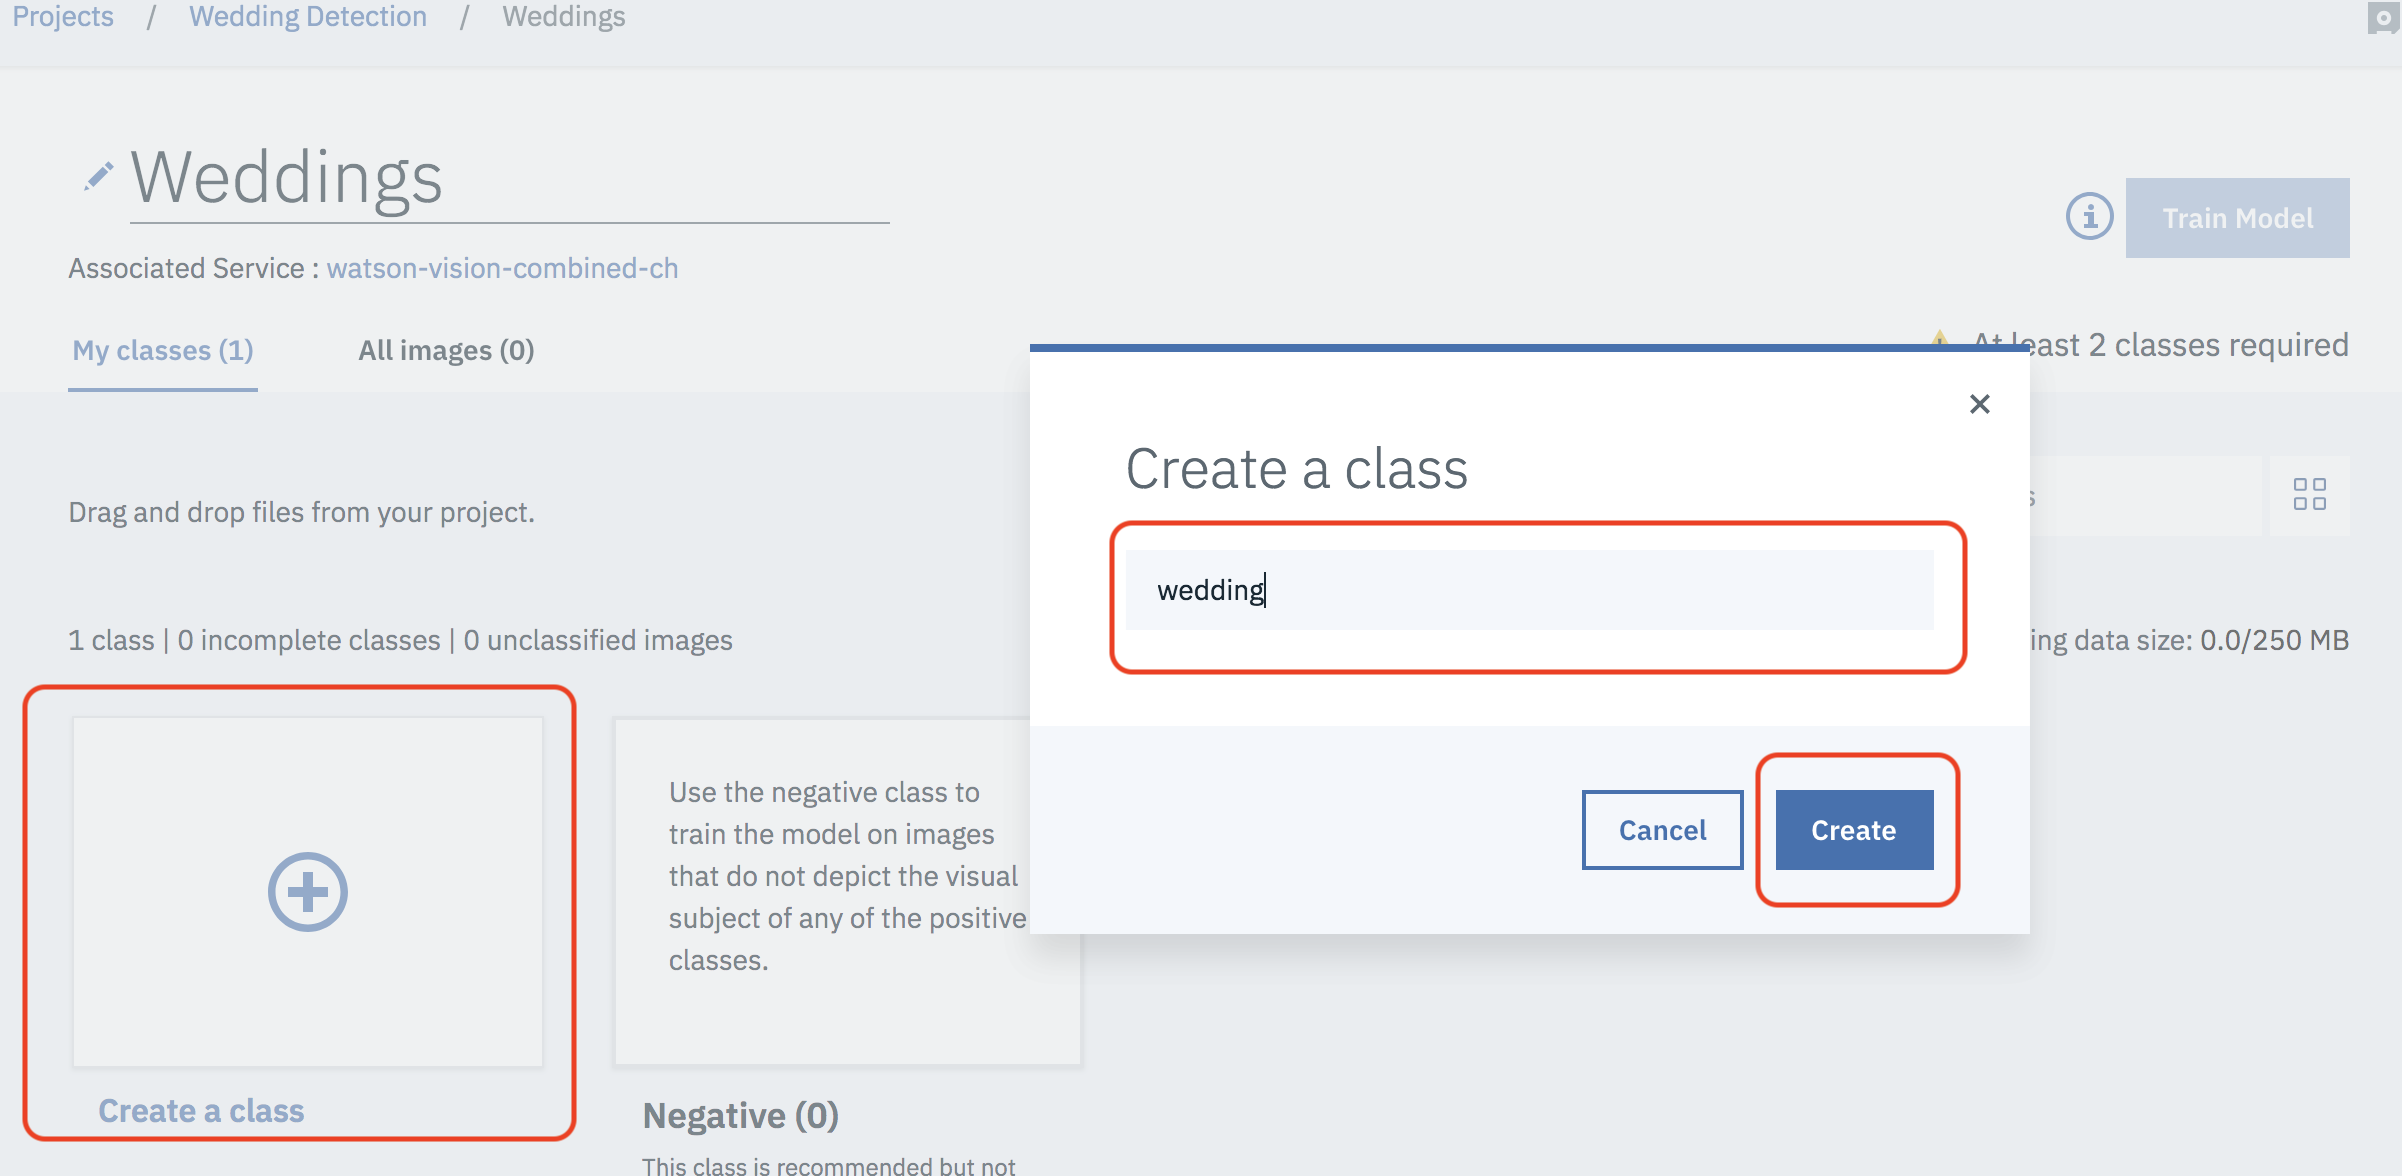 Projects / Wedding Detection / Weddings
Weddings
Train Model
Associated Service : watson-vision-combined-ch
My classes (1)
All images (0)
At least 2 classes required
Create a class
Drag and drop files from your project.
wedding
1 class | 0 incomplete classes | 0 unclassified images
ing data size: 0.0/250 MB
Use the negative class to
train the model on images
that do not depict the visual
subject of any of the positive
classes.
Cancel
Create
Create a class
Negative (0)
This class is recommended but not